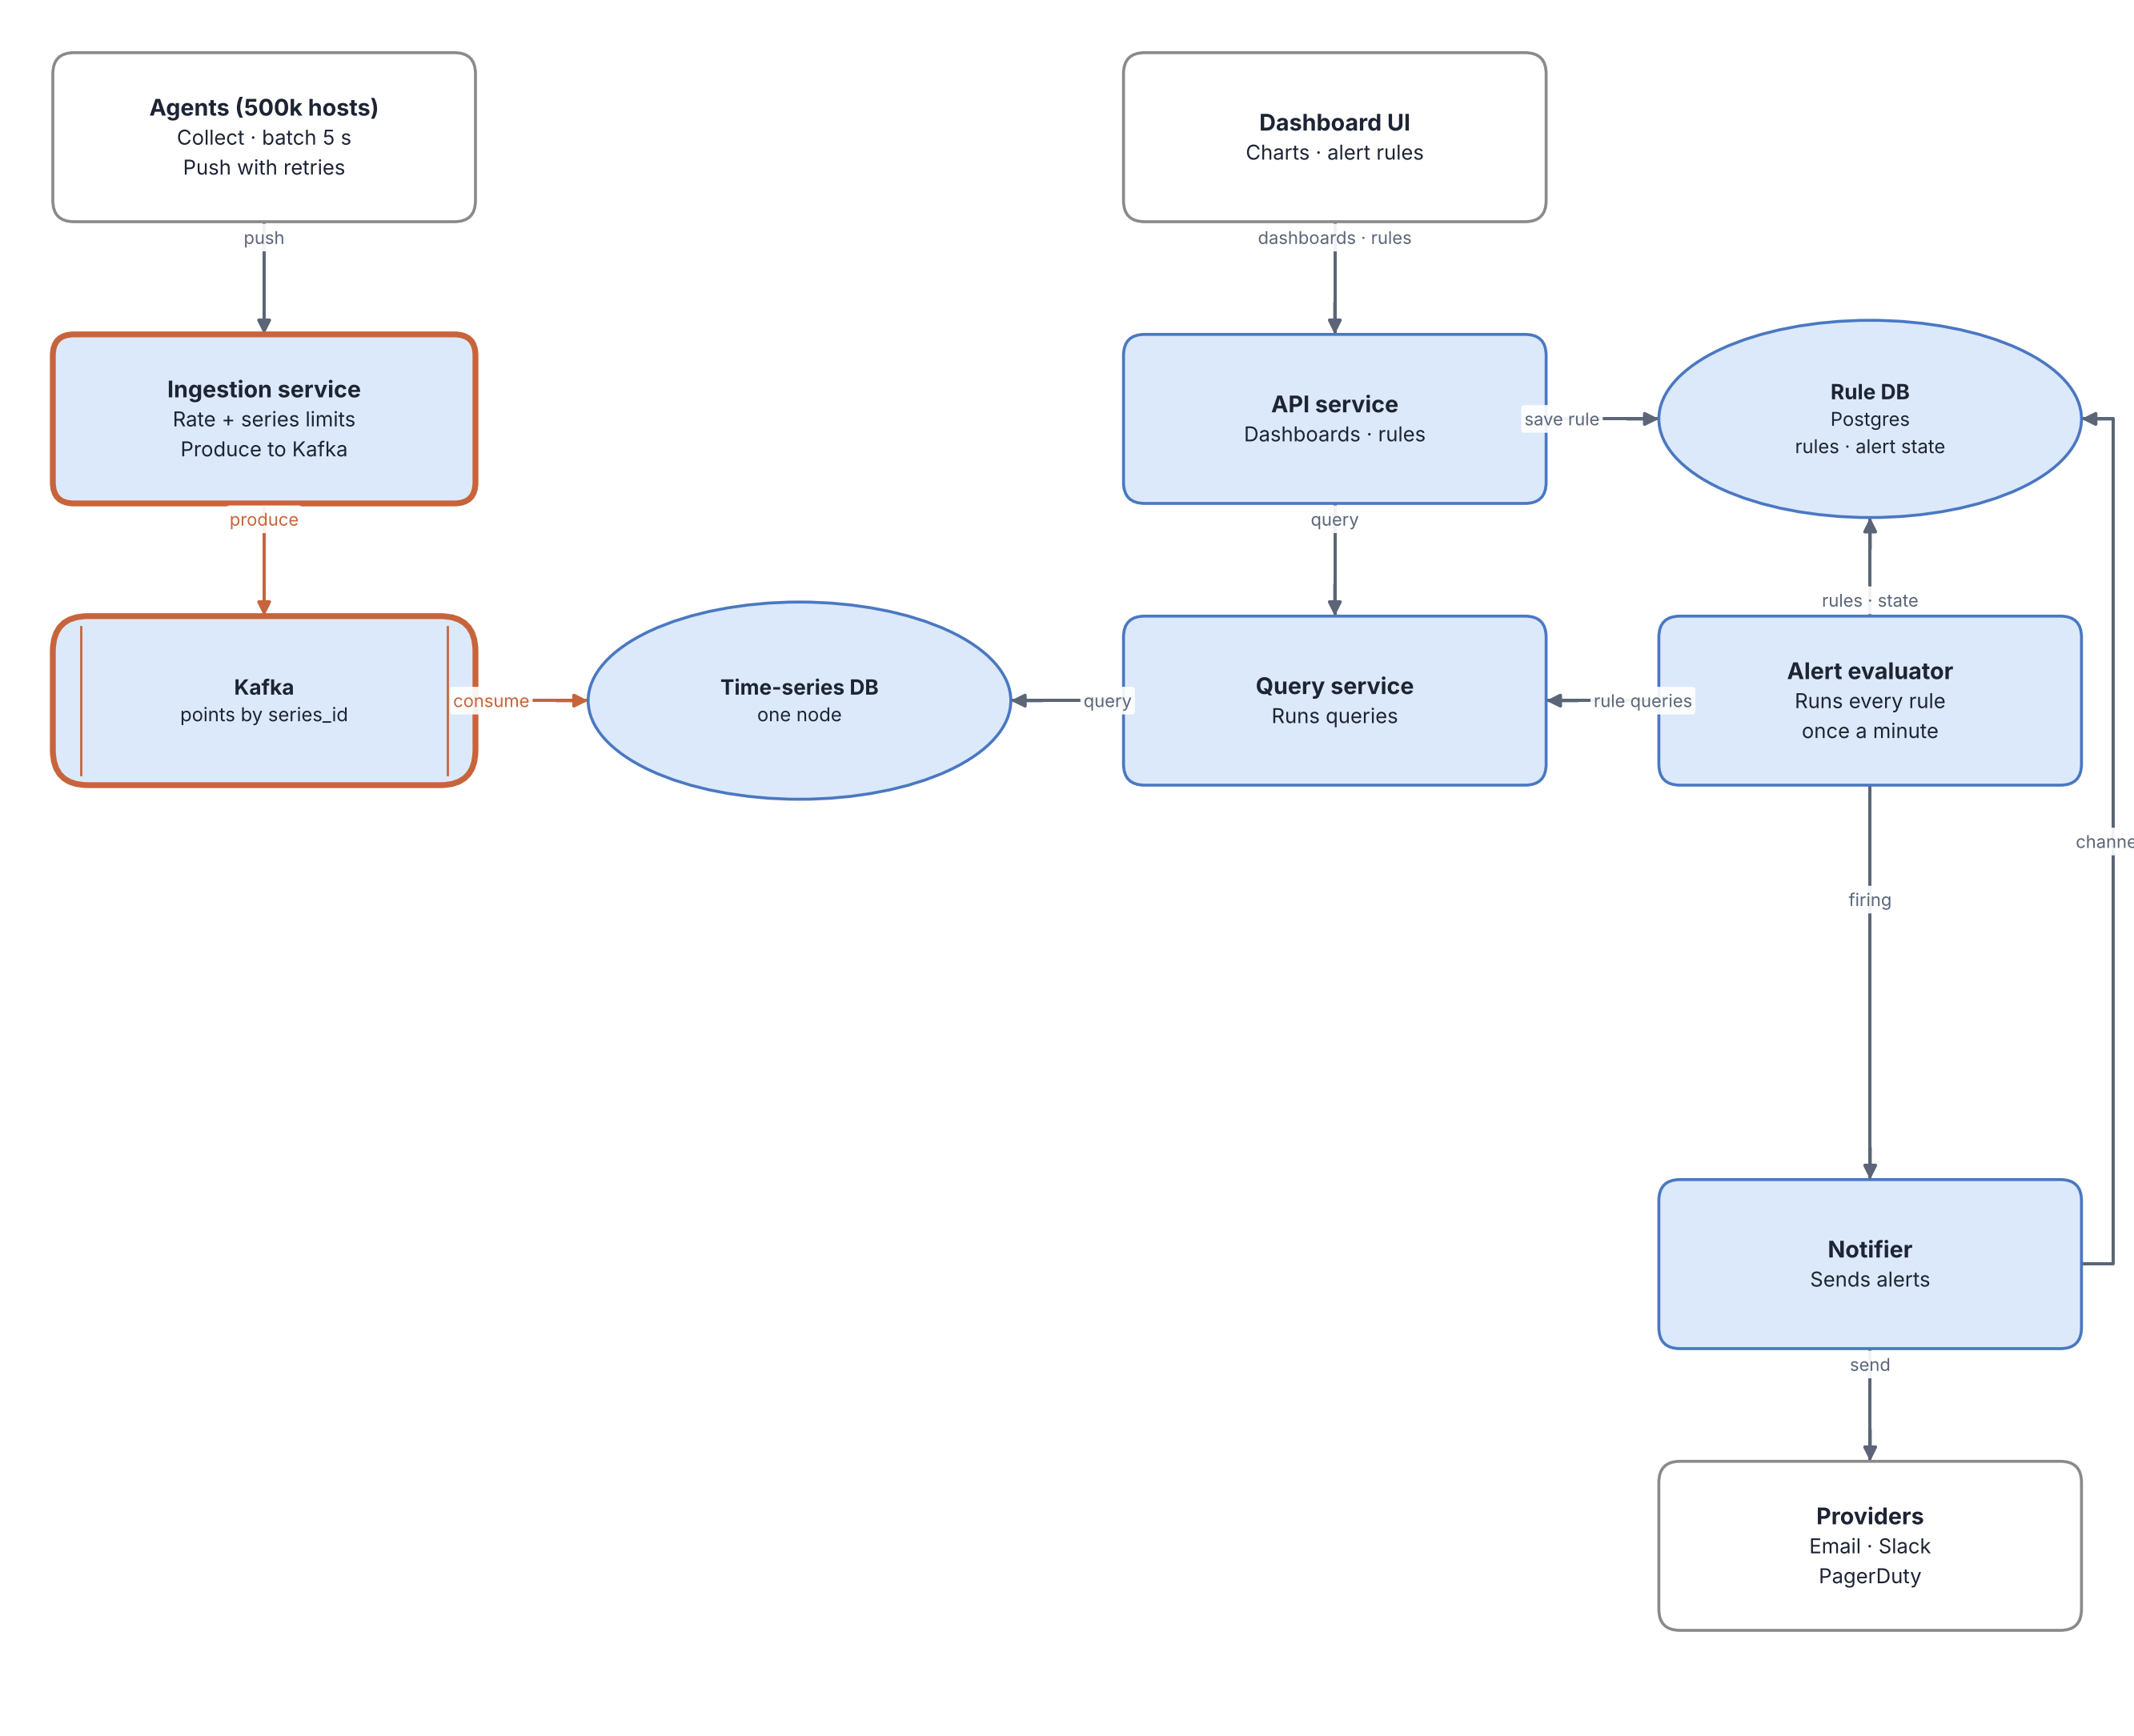 Agents (500k hosts)
Collect · batch 5 s
Push with retries
Dashboard UI
Charts · alert rules
push
dashboards · rules
Ingestion service
Rate + series limits
Produce to Kafka
API service
Dashboards · rules
save rule
Rule DB
Postgres
rules · alert state
produce
query
rules · state
Kafka
points by series_id
consume
Time-series DB
one node
query
Query service
Runs queries
rule queries
Alert evaluator
Runs every rule
once a minute
channe
firing
Notifier
Sends alerts
send
Providers
Email · Slack
PagerDuty